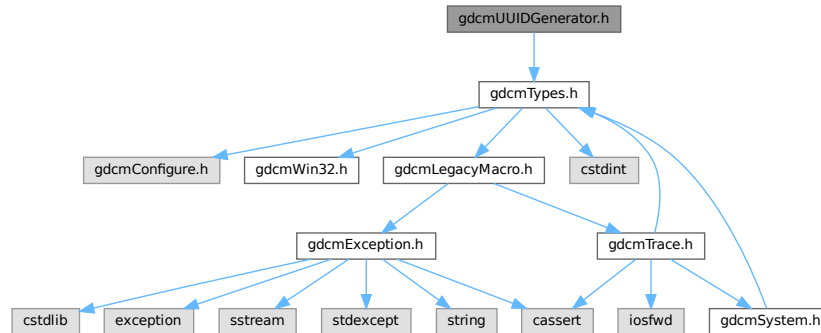 gdcmUUIDGenerator.h
gdcmTypes.h
gdcmConfigure.h
gdcmWin32.h
gdcmLegacyMacro.h
cstdint
gdcmException.h
gdcmTrace.h
cstdlib
exception
sstream
stdexcept
string
cassert
iosfwd
gdcmSystem.h